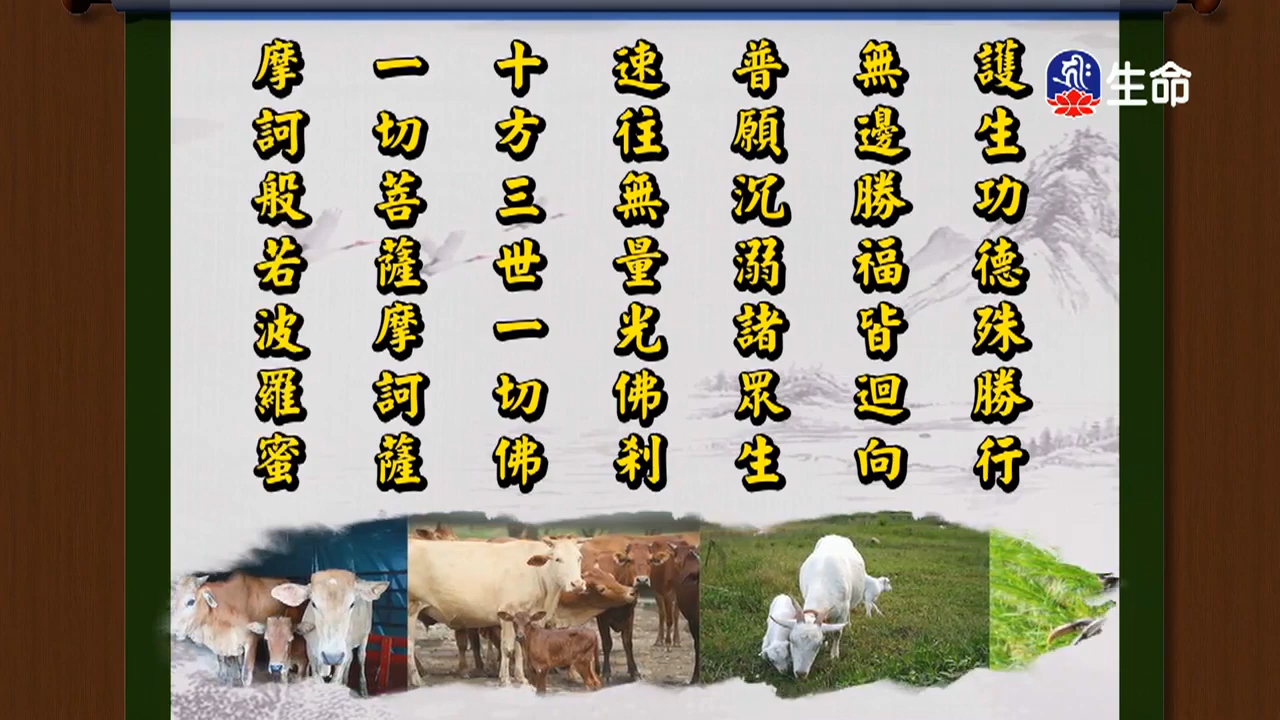 護生功德殊勝行
無邊勝福皆迴向
普願沉溺諸眾生
速往無量光佛刹
十方三世一切佛
一切菩薩摩訶薩
摩訶般若波羅蜜
生命